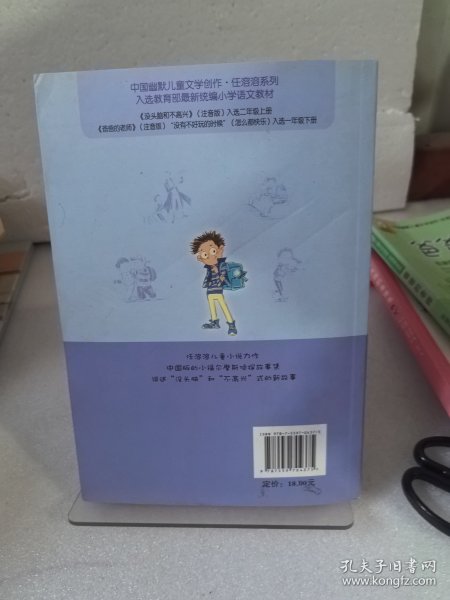 中国幽默儿童文学创作·任溶溶系列
入选教育部最新统编小学语文教材
《没头脑和不高兴》（注音版）入选二年级上册
《爸爸的老师》（注音版）“没有不好玩的时候”（怎么都快乐）入选一年级下册
任溶溶儿童小说力作
中国版的小福尔摩斯侦探故事集
讲述“没头脑”和“不高兴”式的新故事
定价：18.00元
孔夫子旧书网
www.kongfz.com